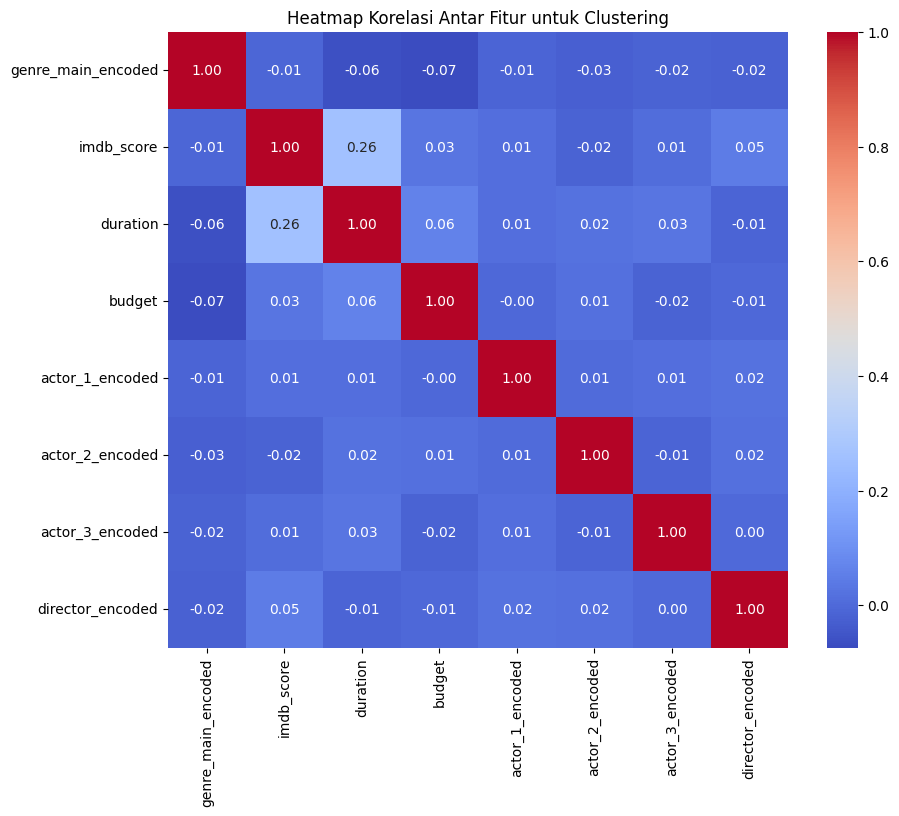 Heatmap Korelasi Antar Fitur untuk Clustering
genre_main_encoded 1.00 -0.01 -0.06 -0.07 -0.01 -0.03 -0.02 -0.02
imdb_score -0.01 1.00 0.26 0.03 0.01 -0.02 0.01 0.05
duration -0.06 0.26 1.00 0.06 0.01 0.02 0.03 -0.01
budget -0.07 0.03 0.06 1.00 -0.00 0.01 -0.02 -0.01
actor_1_encoded -0.01 0.01 0.01 -0.00 1.00 0.01 0.01 0.02
actor_2_encoded -0.03 -0.02 0.02 0.01 0.01 1.00 -0.01 0.02
actor_3_encoded -0.02 0.01 0.03 -0.02 0.01 -0.01 1.00 0.00
director_encoded -0.02 0.05 -0.01 -0.01 0.02 0.02 0.00 1.00
genre_main_encoded
imdb_score
duration
budget
actor_1_encoded
actor_2_encoded
actor_3_encoded
director_encoded
1.0
0.8
0.6
0.4
0.2
0.0